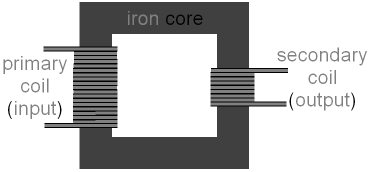 iron core
primary
coil
(input)
secondary
coil
(output)